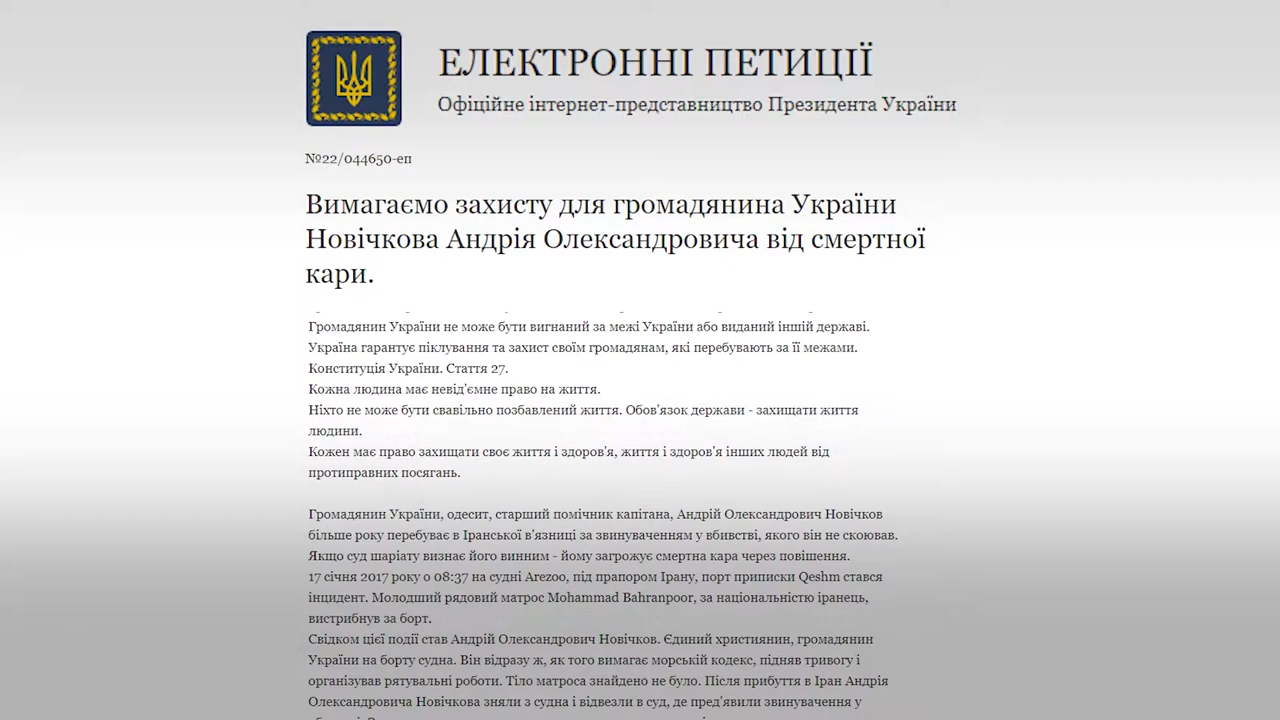 ЕЛЕКТРОННІ ПЕТИЦІЇ
Офіційне інтернет-представництво Президента України
№22/044650-еп
Вимагаємо захисту для громадянина України
Новічкова Андрія Олександровича від смертної
кари.
Громадянин України не може бути вигнаний за межі України або виданий іншій державі.
Україна гарантує піклування та захист своїм громадянам, які перебувають за її межами.
Конституція України. Стаття 27.
Кожна людина має невід'ємне право на життя.
Ніхто не може бути свавільно позбавлений життя. Обов'язок держави - захищати життя
людини.
Кожен має право захищати своє життя і здоров'я, життя і здоров'я інших людей від
протиправних посягань.
Громадянин України, одесит, старший помічник капітана, Андрій Олександрович Новічков
більше року перебуває в Іранської в'язниці за звинуваченням у вбивстві, якого він не скоював.
Якщо суд шаріату визнає його винним - йому загрожує смертна кара через повішення.
17 січня 2017 року о 08:37 на судні Arezoo, під прапором Ірану, порт приписки Qeshm стався
інцидент. Молодший рядовий матрос Mohammad Bahranpoor, за національністю іранець,
вистрибнув за борт.
Свідком цієї події став Андрій Олександрович Новічков. Єдиний християнин, громадянин
України на борту судна. Він відразу ж, як того вимагає морській кодекс, підняв тривогу і
організував рятувальні роботи. Тіло матроса знайдено не було. Після прибуття в Іран Андрія
Олександровича Новічкова зняли з судна і відвезли в суд, де пред'явили звинувачення у